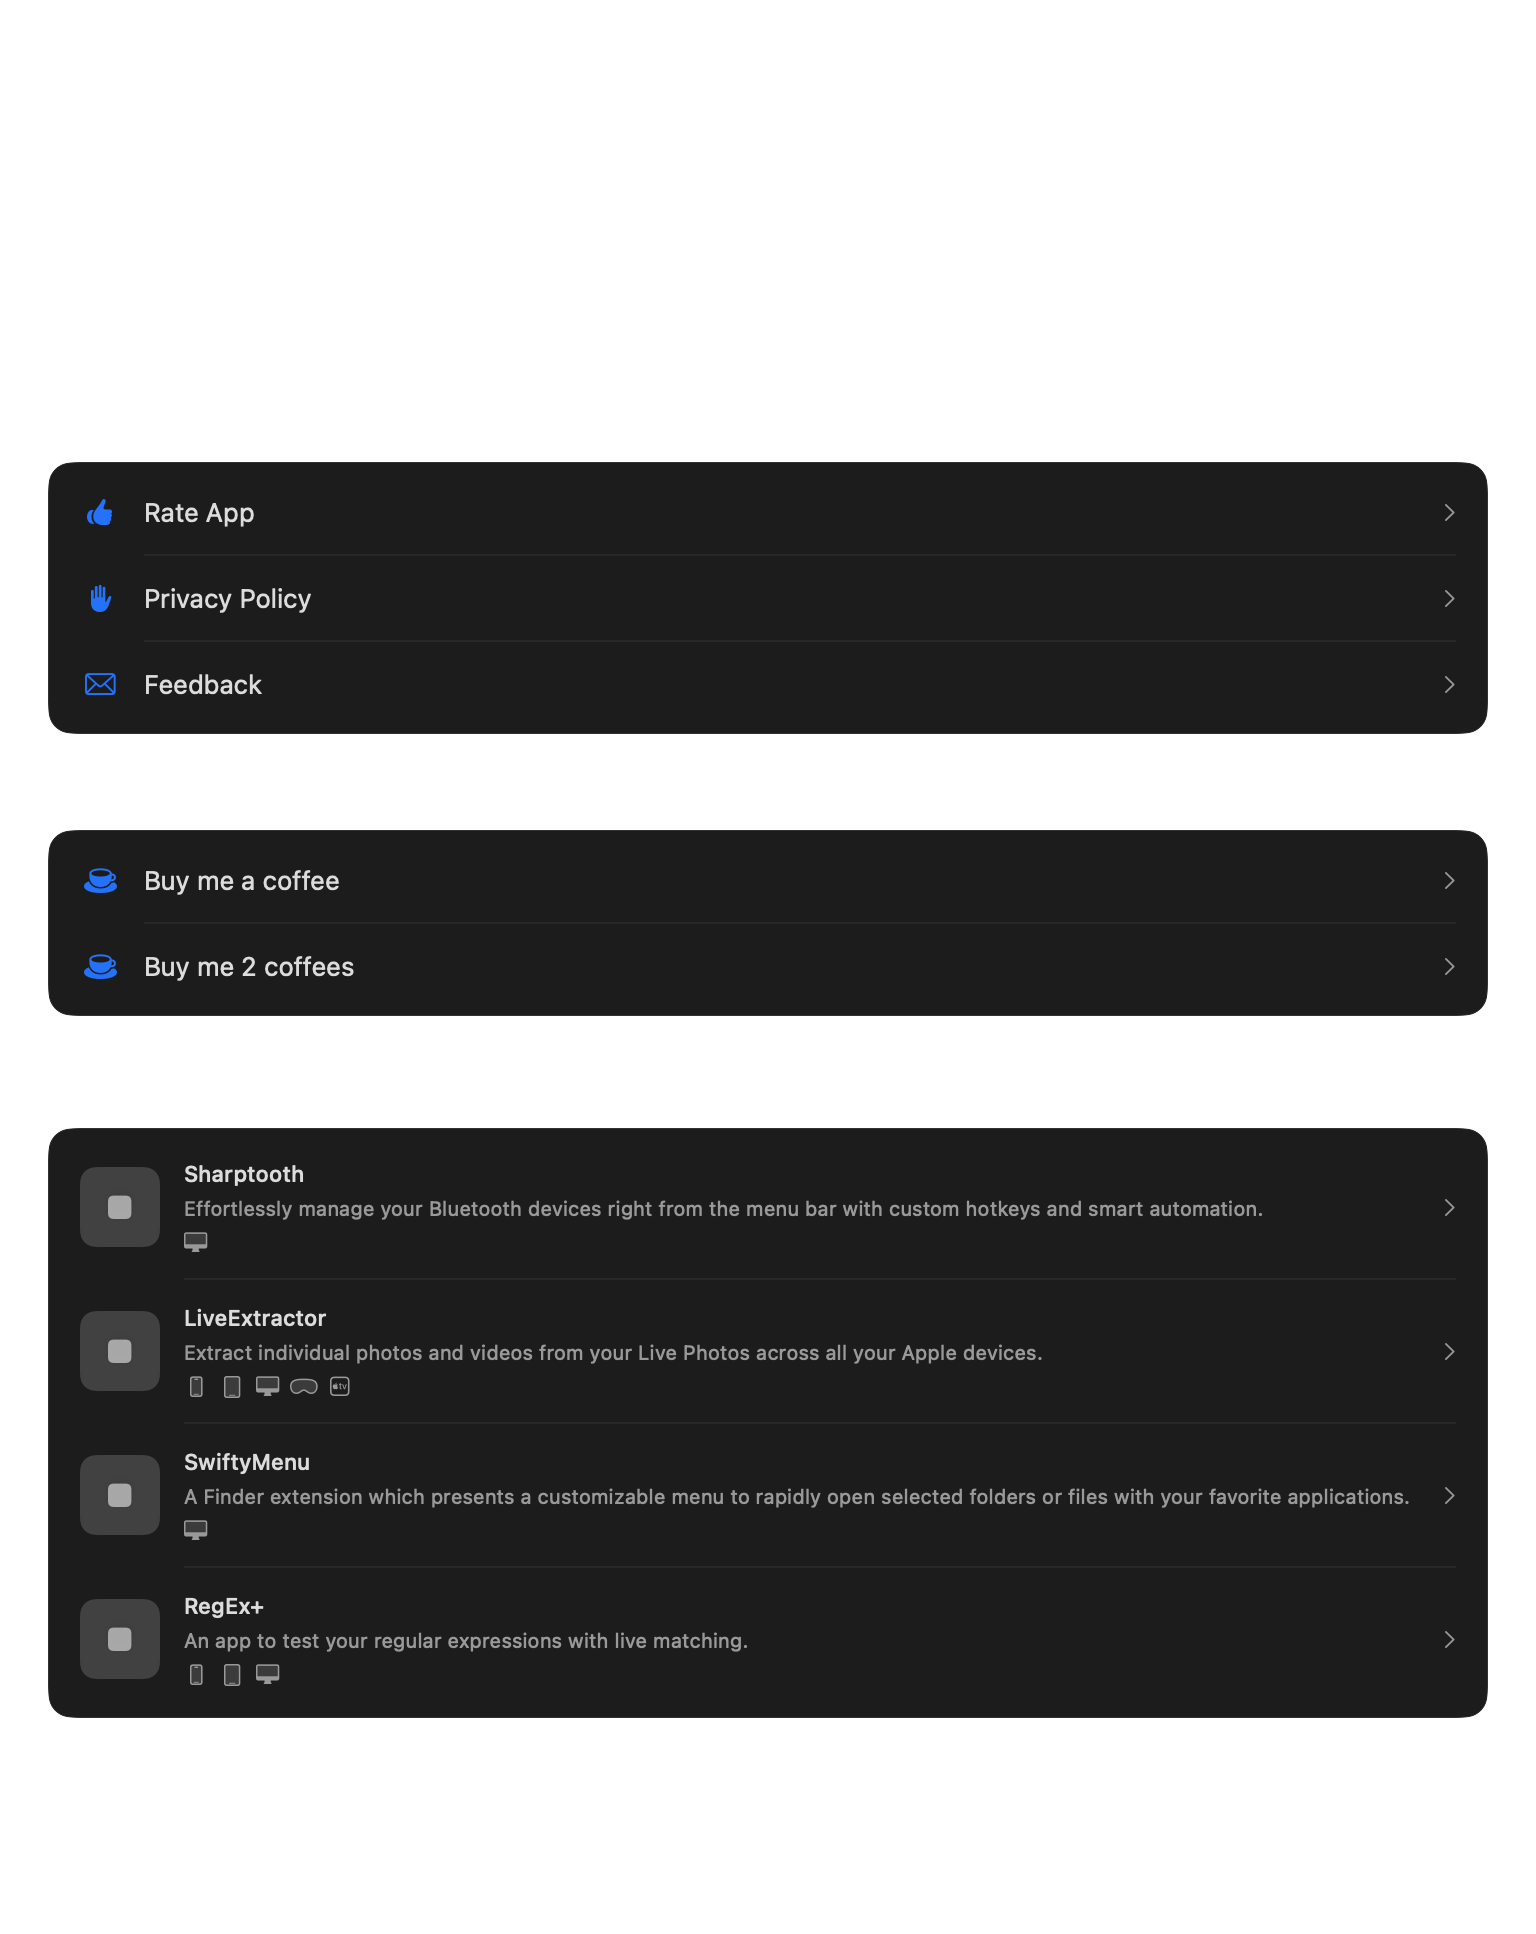 Rate App
Privacy Policy
Feedback
Buy me a coffee
Buy me 2 coffees
Sharptooth
Effortlessly manage your Bluetooth devices right from the menu bar with custom hotkeys and smart automation.
LiveExtractor
Extract individual photos and videos from your Live Photos across all your Apple devices.
tv
SwiftyMenu
A Finder extension which presents a customizable menu to rapidly open selected folders or files with your favorite applications.
RegEx+
An app to test your regular expressions with live matching.